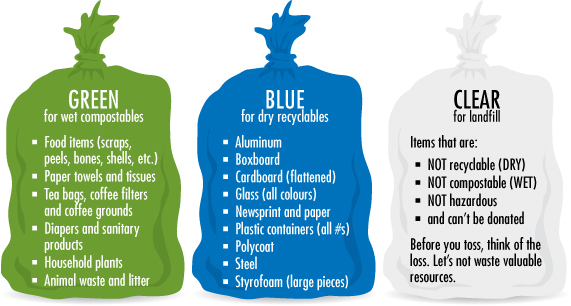 GREEN
for wet compostables
▪ Food items (scraps,
peels, bones, shells, etc.)
▪ Paper towels and tissues
▪ Tea bags, coffee filters
and coffee grounds
▪ Diapers and sanitary
products
▪ Household plants
▪ Animal waste and litter
BLUE
for dry recyclables
▪ Aluminum
▪ Boxboard
▪ Cardboard (flattened)
▪ Glass (all colours)
▪ Newsprint and paper
▪ Plastic containers (all #s)
▪ Polycoat
▪ Steel
▪ Styrofoam (large pieces)
CLEAR
for landfill
Items that are:
▪ NOT recyclable (DRY)
▪ NOT compostable (WET)
▪ NOT hazardous
▪ and can't be donated
Before you toss, think of the
loss. Let's not waste valuable
resources.